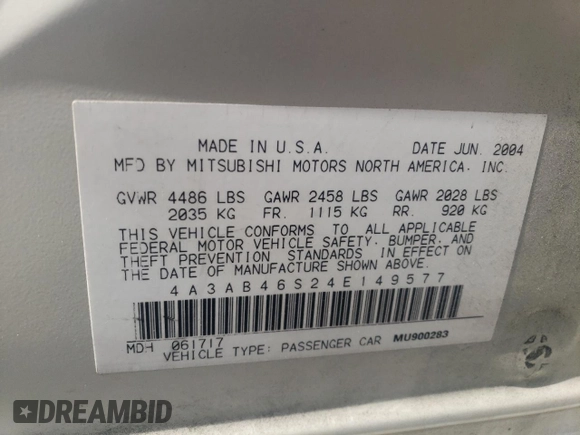 MADE IN U.S.A. DATE JUN. 2004
MFD BY MITSUBISHI MOTORS NORTH AMERICA. INC.
GVWR 4486 LBS GAWR 2458 LBS GAWR 2028 LBS
2035 KG FR. 1115 KG RR. 920 KG
THIS VEHICLE CONFORMS TO ALL APPLICABLE
FEDERAL MOTOR VEHICLE SAFETY. BUMPER. AND
THEFT PREVENTION STANDARDS IN EFFECT ON
THE DATE OF MANUFACTURE SHOWN ABOVE.
4A3AB46S24E149577
MDH 061717
VEHICLE TYPE: PASSENGER CAR MU900283
DREAMBID